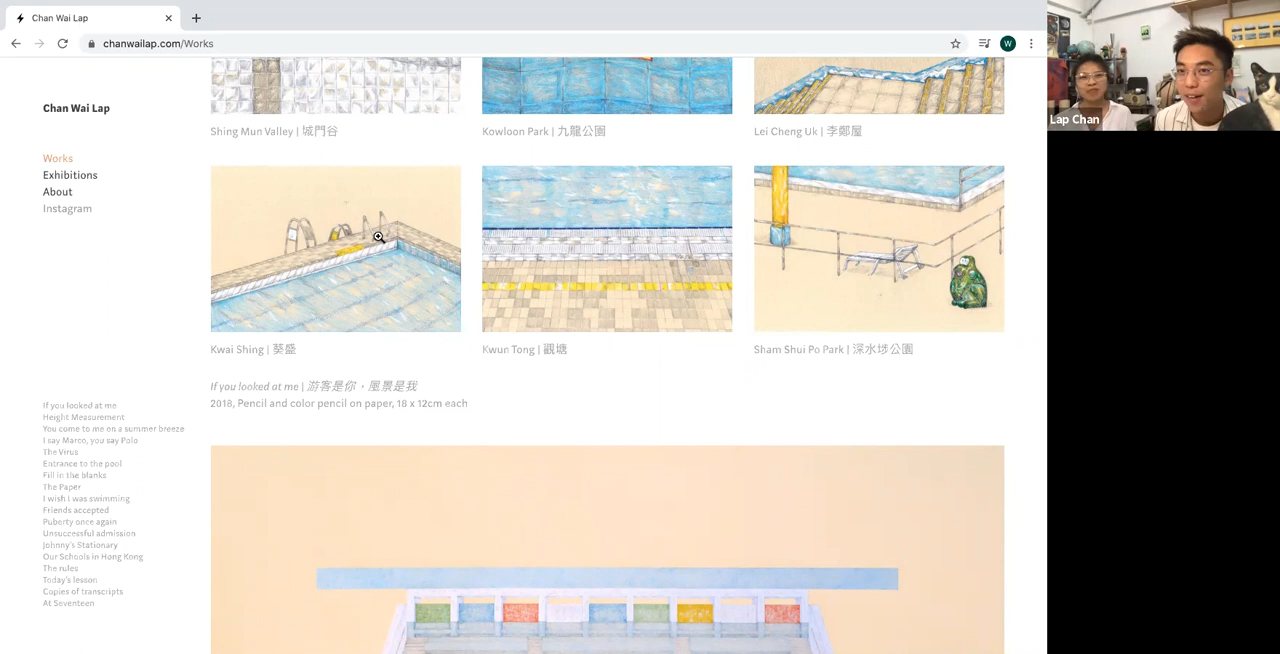 Chan Wai Lap
chanwailap.com/Works
W
Chan Wai Lap
Works
Exhibitions
About
Instagram
If you looked at me
Height Measurement
You come to me on a summer breeze
I say Marco, you say Polo
The Virus
Entrance to the pool
Fill in the blanks
The Paper
I wish I was swimming
Friends accepted
Puberty once again
Unsuccessful admission
Johnny's Stationary
Our Schools in Hong Kong
The rules
Today's lesson
Copies of transcripts
At Seventeen
Shing Mun Valley | 城門谷
Kowloon Park | 九龍公園
Lei Cheng Uk | 李鄭屋
Kwai Shing | 葵盛
Kwun Tong | 觀塘
Sham Shui Po Park | 深水埗公園
If you looked at me | 游客是你，風景是我
2018, Pencil and color pencil on paper, 18 x 12cm each
Lap Chan